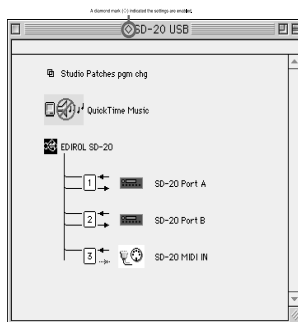 A diamond mark (◇) indicated the settings are enabled.
◇SD-20 USB
Studio Patches pgm chg
QuickTime Music
EDIROL SD-20
1 SD-20 Port A
2 SD-20 Port B
3 SD-20 MIDI IN